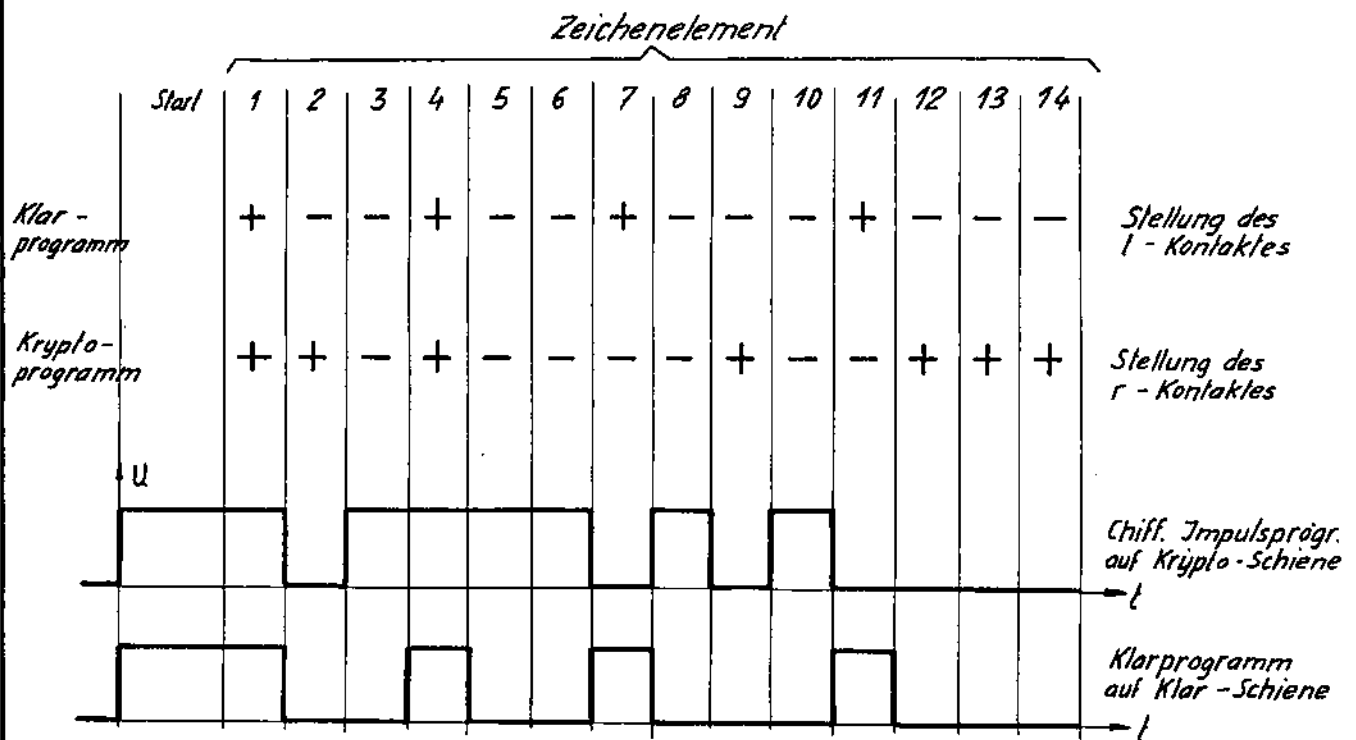 Zeichenelement
Start 1 2 3 4 5 6 7 8 9 10 11 12 13 14
Klar-
programm
+ − − + − − + − − − + − − −
Stellung des
l - Kontaktes
Krypto-
programm
+ + − + − − − − + − − + + +
Stellung des
r - Kontaktes
U
Chiff. Impulsprogr.
auf Krypto-Schiene
t
Klarprogramm
auf Klar-Schiene
t